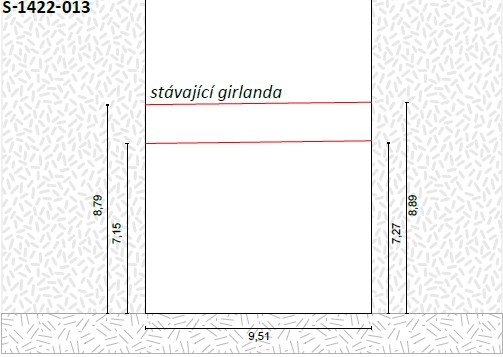 S-1422-013
stávající girlanda
8,79
7,15
7,27
8,89
9,51